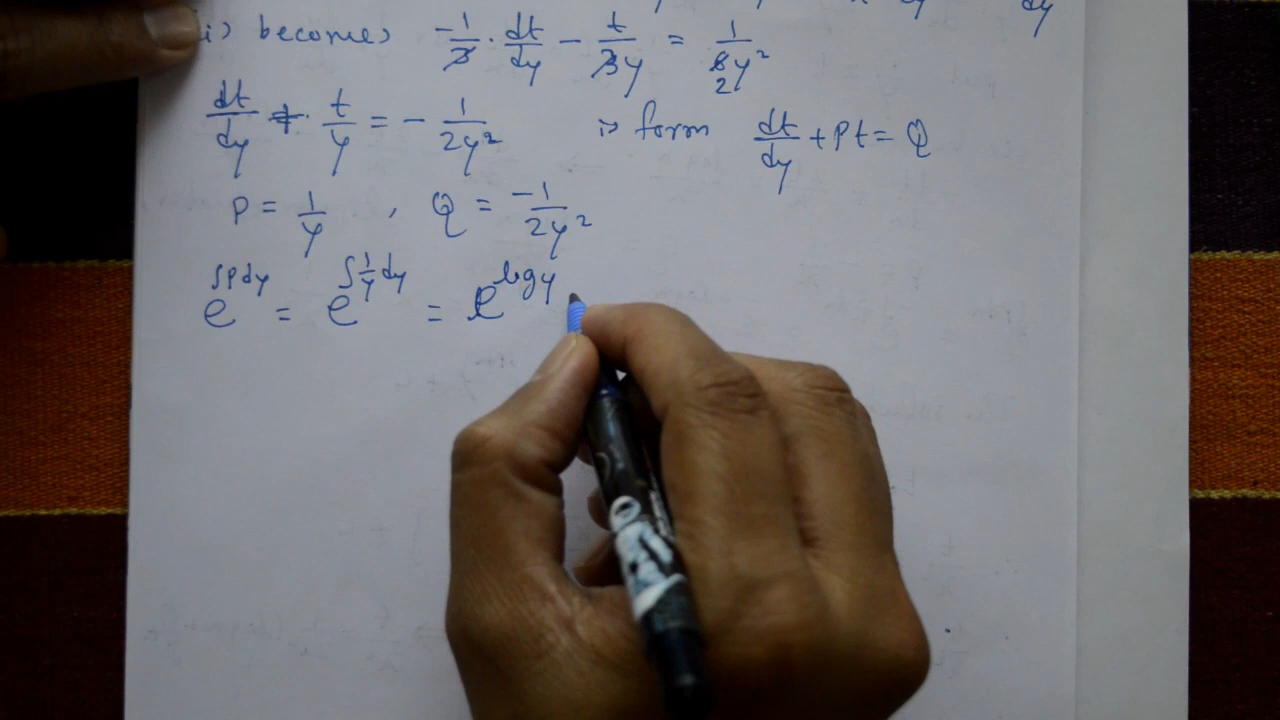 i) becomes -1/3 · dt/dy - t/3y = 1/6y² 2
dt/dy + t/y = - 1/2y² is form dt/dy + Pt = Q
P = 1/y , Q = -1/2y²
e^∫pdy = e^∫1/y dy = e^log y